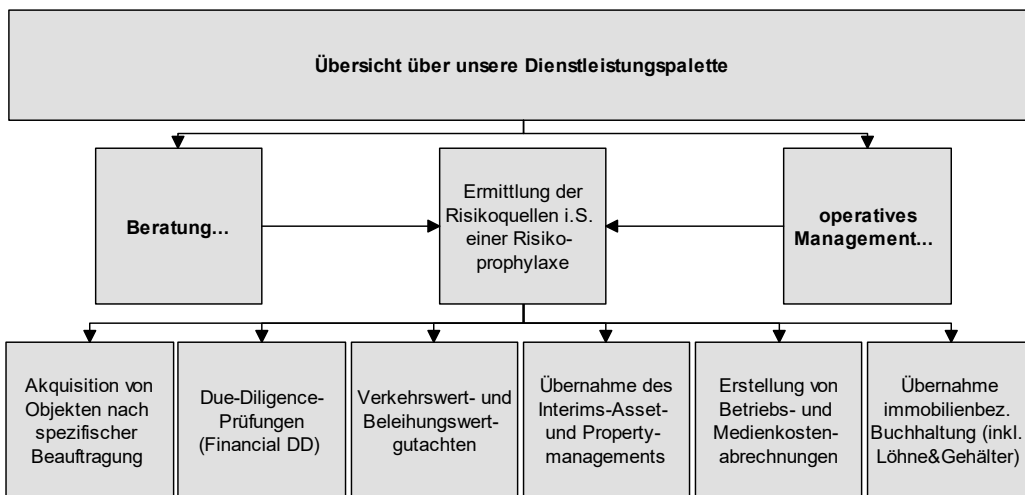 Übersicht über unsere Dienstleistungspalette
Beratung...
Ermittlung der
Risikoquellen i.S.
einer Risiko-
prophylaxe
operatives
Management...
Akquisition von
Objekten nach
spezifischer
Beauftragung
Due-Diligence-
Prüfungen
(Financial DD)
Verkehrswert- und
Beleihungswert-
gutachten
Übernahme des
Interims-Asset-
und Property-
managements
Erstellung von
Betriebs- und
Medienkosten-
abrechnungen
Übernahme
immobilienbez.
Buchhaltung (inkl.
Löhne&Gehälter)